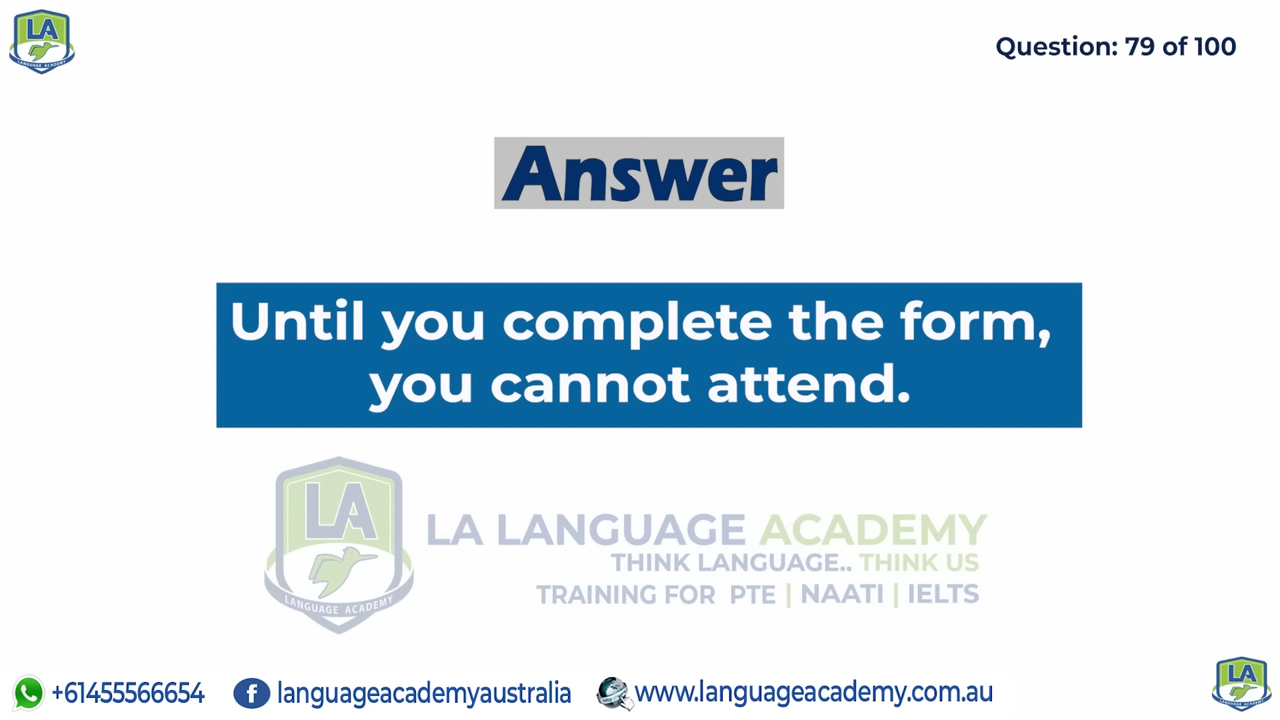 LA
LANGUAGE ACADEMY
Question: 79 of 100
Answer
Until you complete the form,
you cannot attend.
LA
LANGUAGE ACADEMY
LA LANGUAGE ACADEMY
THINK LANGUAGE.. THINK US
TRAINING FOR PTE | NAATI | IELTS
+61455566654 languageacademyaustralia www.languageacademy.com.au
LA
LANGUAGE ACADEMY